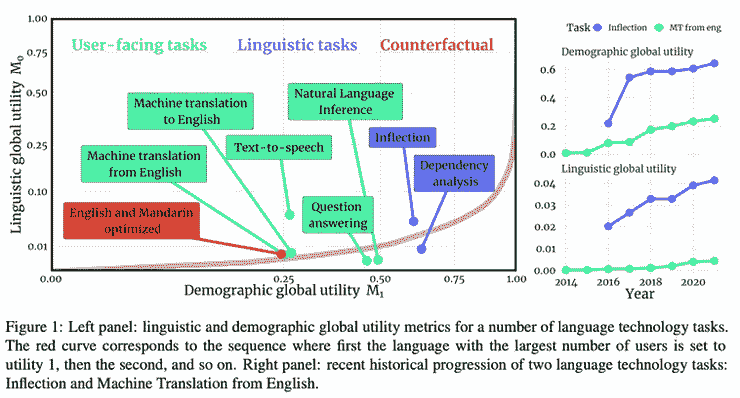 1.00
0.75
0.50
0.25
0.10
0.01
Linguistic global utility M₀
User-facing tasks
Linguistic tasks
Counterfactual
Machine translation
to English
Natural Language
Inference
Text-to-speech
Inflection
Machine translation
from English
Dependency
analysis
Question
answering
English and Mandarin
optimized
0.00
0.25
0.50
0.75
1.00
Demographic global utility M₁
Task
Inflection
MT from eng
Demographic global utility
0.6
0.4
0.2
0.0
Linguistic global utility
0.04
0.03
0.02
0.01
0.00
2014
2016
2018
2020
Year
Figure 1: Left panel: linguistic and demographic global utility metrics for a number of language technology tasks.
The red curve corresponds to the sequence where first the language with the largest number of users is set to
utility 1, then the second, and so on. Right panel: recent historical progression of two language technology tasks:
Inflection and Machine Translation from English.